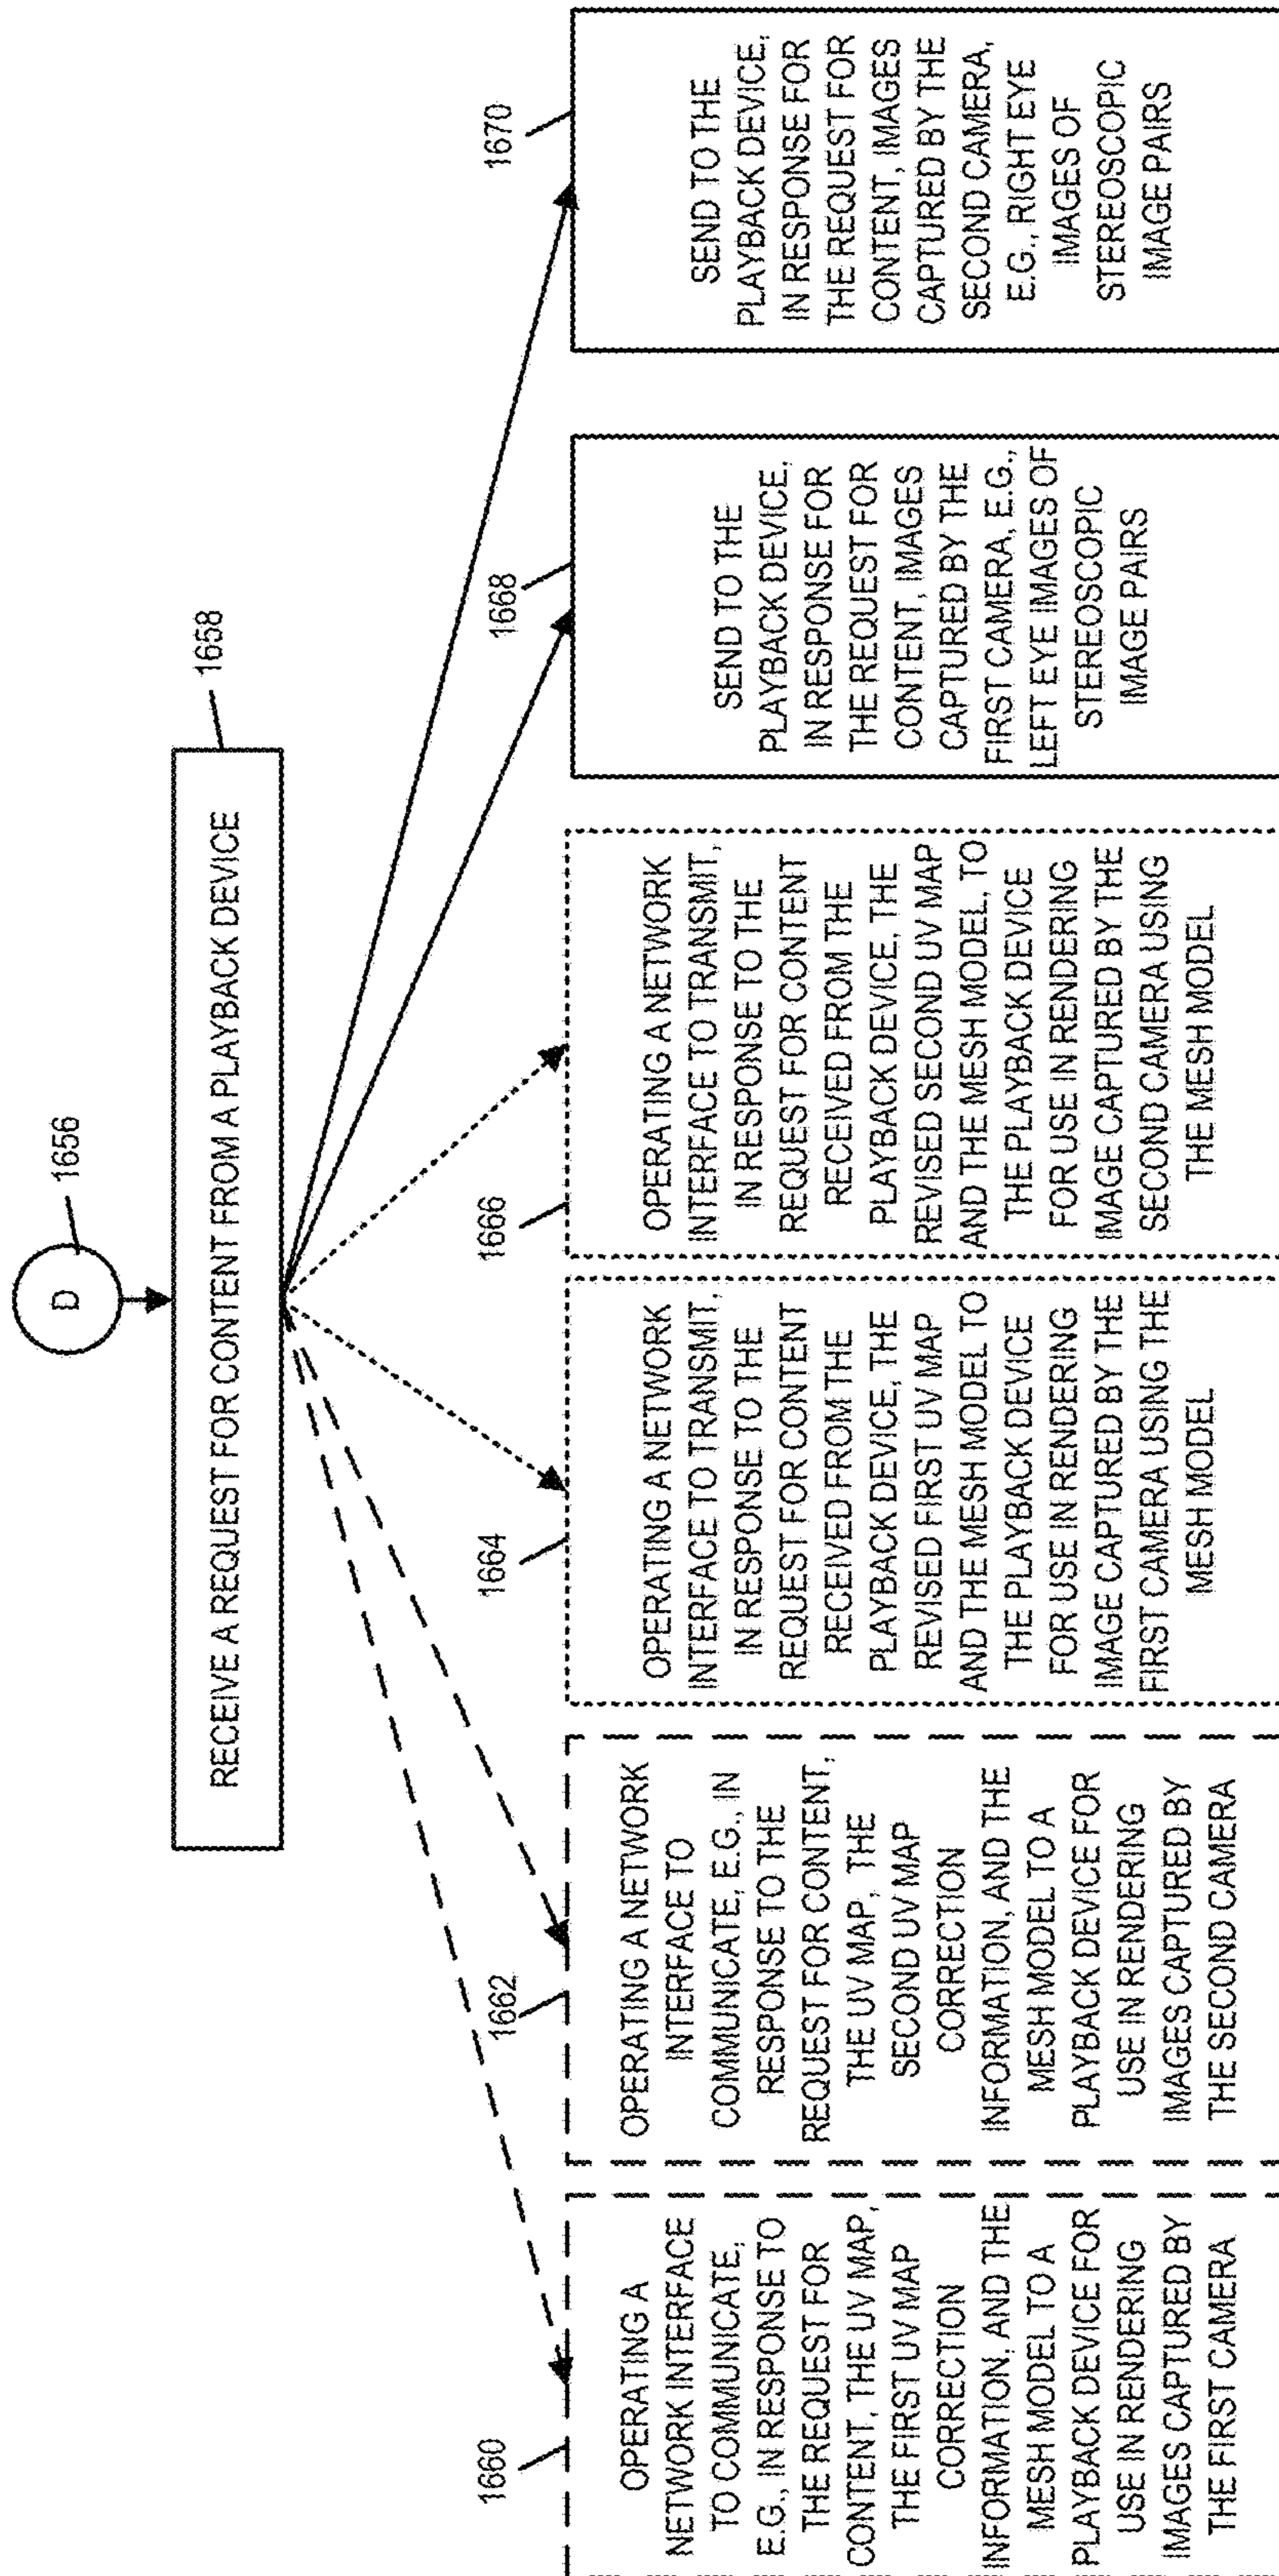 D
1656
RECEIVE A REQUEST FOR CONTENT FROM A PLAYBACK DEVICE
1658
1660
OPERATING A
NETWORK INTERFACE
TO COMMUNICATE,
E.G., IN RESPONSE TO
THE REQUEST FOR
CONTENT, THE UV MAP,
THE FIRST UV MAP
CORRECTION
INFORMATION, AND THE
MESH MODEL TO A
PLAYBACK DEVICE FOR
USE IN RENDERING
IMAGES CAPTURED BY
THE FIRST CAMERA
1662
OPERATING A NETWORK
INTERFACE TO
COMMUNICATE, E.G., IN
RESPONSE TO THE
REQUEST FOR CONTENT,
THE UV MAP, THE
SECOND UV MAP
CORRECTION
INFORMATION, AND THE
MESH MODEL TO A
PLAYBACK DEVICE FOR
USE IN RENDERING
IMAGES CAPTURED BY
THE SECOND CAMERA
1664
OPERATING A NETWORK
INTERFACE TO TRANSMIT,
IN RESPONSE TO THE
REQUEST FOR CONTENT
RECEIVED FROM THE
PLAYBACK DEVICE, THE
REVISED FIRST UV MAP
AND THE MESH MODEL TO
THE PLAYBACK DEVICE
FOR USE IN RENDERING
IMAGE CAPTURED BY THE
FIRST CAMERA USING THE
MESH MODEL
1666
OPERATING A NETWORK
INTERFACE TO TRANSMIT,
IN RESPONSE TO THE
REQUEST FOR CONTENT
RECEIVED FROM THE
PLAYBACK DEVICE, THE
REVISED SECOND UV MAP
AND THE MESH MODEL, TO
THE PLAYBACK DEVICE
FOR USE IN RENDERING
IMAGE CAPTURED BY THE
SECOND CAMERA USING
THE MESH MODEL
1668
SEND TO THE
PLAYBACK DEVICE,
IN RESPONSE FOR
THE REQUEST FOR
CONTENT, IMAGES
CAPTURED BY THE
FIRST CAMERA, E.G.,
LEFT EYE IMAGES OF
STEREOSCOPIC
IMAGE PAIRS
1670
SEND TO THE
PLAYBACK DEVICE,
IN RESPONSE FOR
THE REQUEST FOR
CONTENT, IMAGES
CAPTURED BY THE
SECOND CAMERA,
E.G., RIGHT EYE
IMAGES OF
STEREOSCOPIC
IMAGE PAIRS